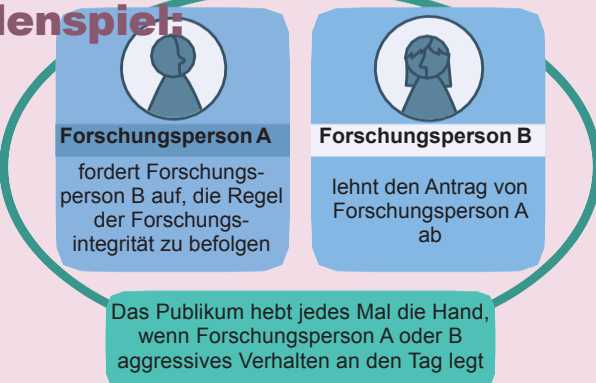 lenspiel:
Forschungsperson A
fordert Forschungs-
person B auf, die Regel
der Forschungs-
integrität zu befolgen
Forschungsperson B
lehnt den Antrag von
Forschungsperson A
ab
Das Publikum hebt jedes Mal die Hand,
wenn Forschungsperson A oder B
aggressives Verhalten an den Tag legt